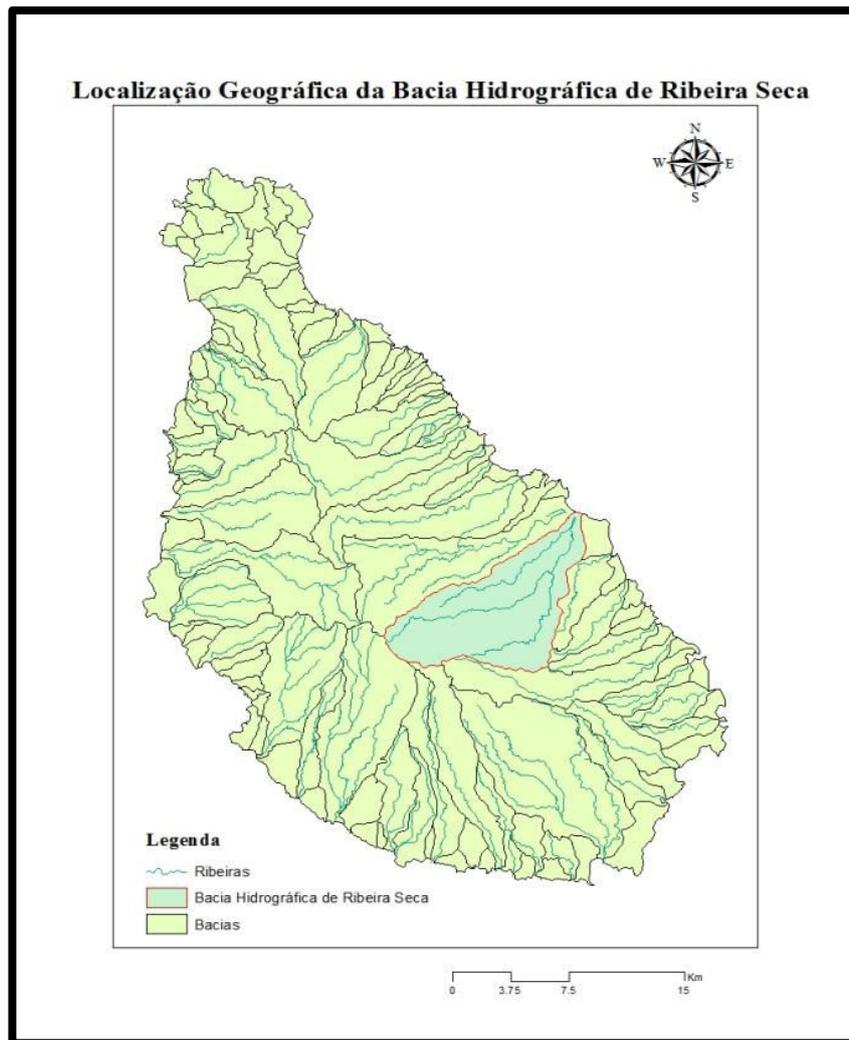 Localização Geográfica da Bacia Hidrográfica de Ribeira Seca
N
W E
S
Legenda
Ribeiras
Bacia Hidrográfica de Ribeira Seca
Bacias
Km
0 3.75 7.5 15